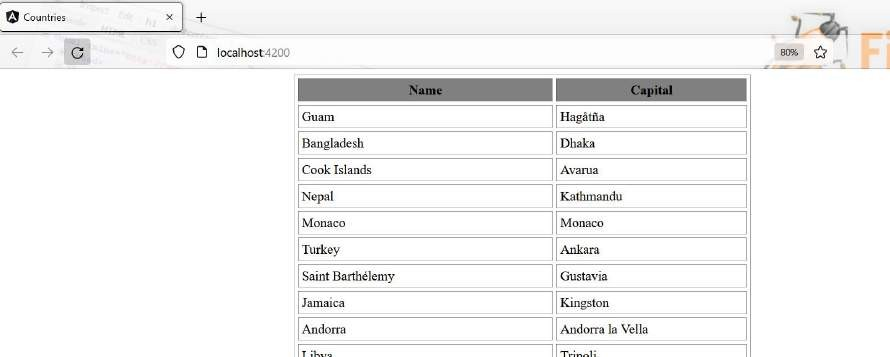 Countries
localhost:4200
80%
Fi
Name Capital
Guam Hagåtña
Bangladesh Dhaka
Cook Islands Avarua
Nepal Kathmandu
Monaco Monaco
Turkey Ankara
Saint Barthélemy Gustavia
Jamaica Kingston
Andorra Andorra la Vella
Libya Tripoli